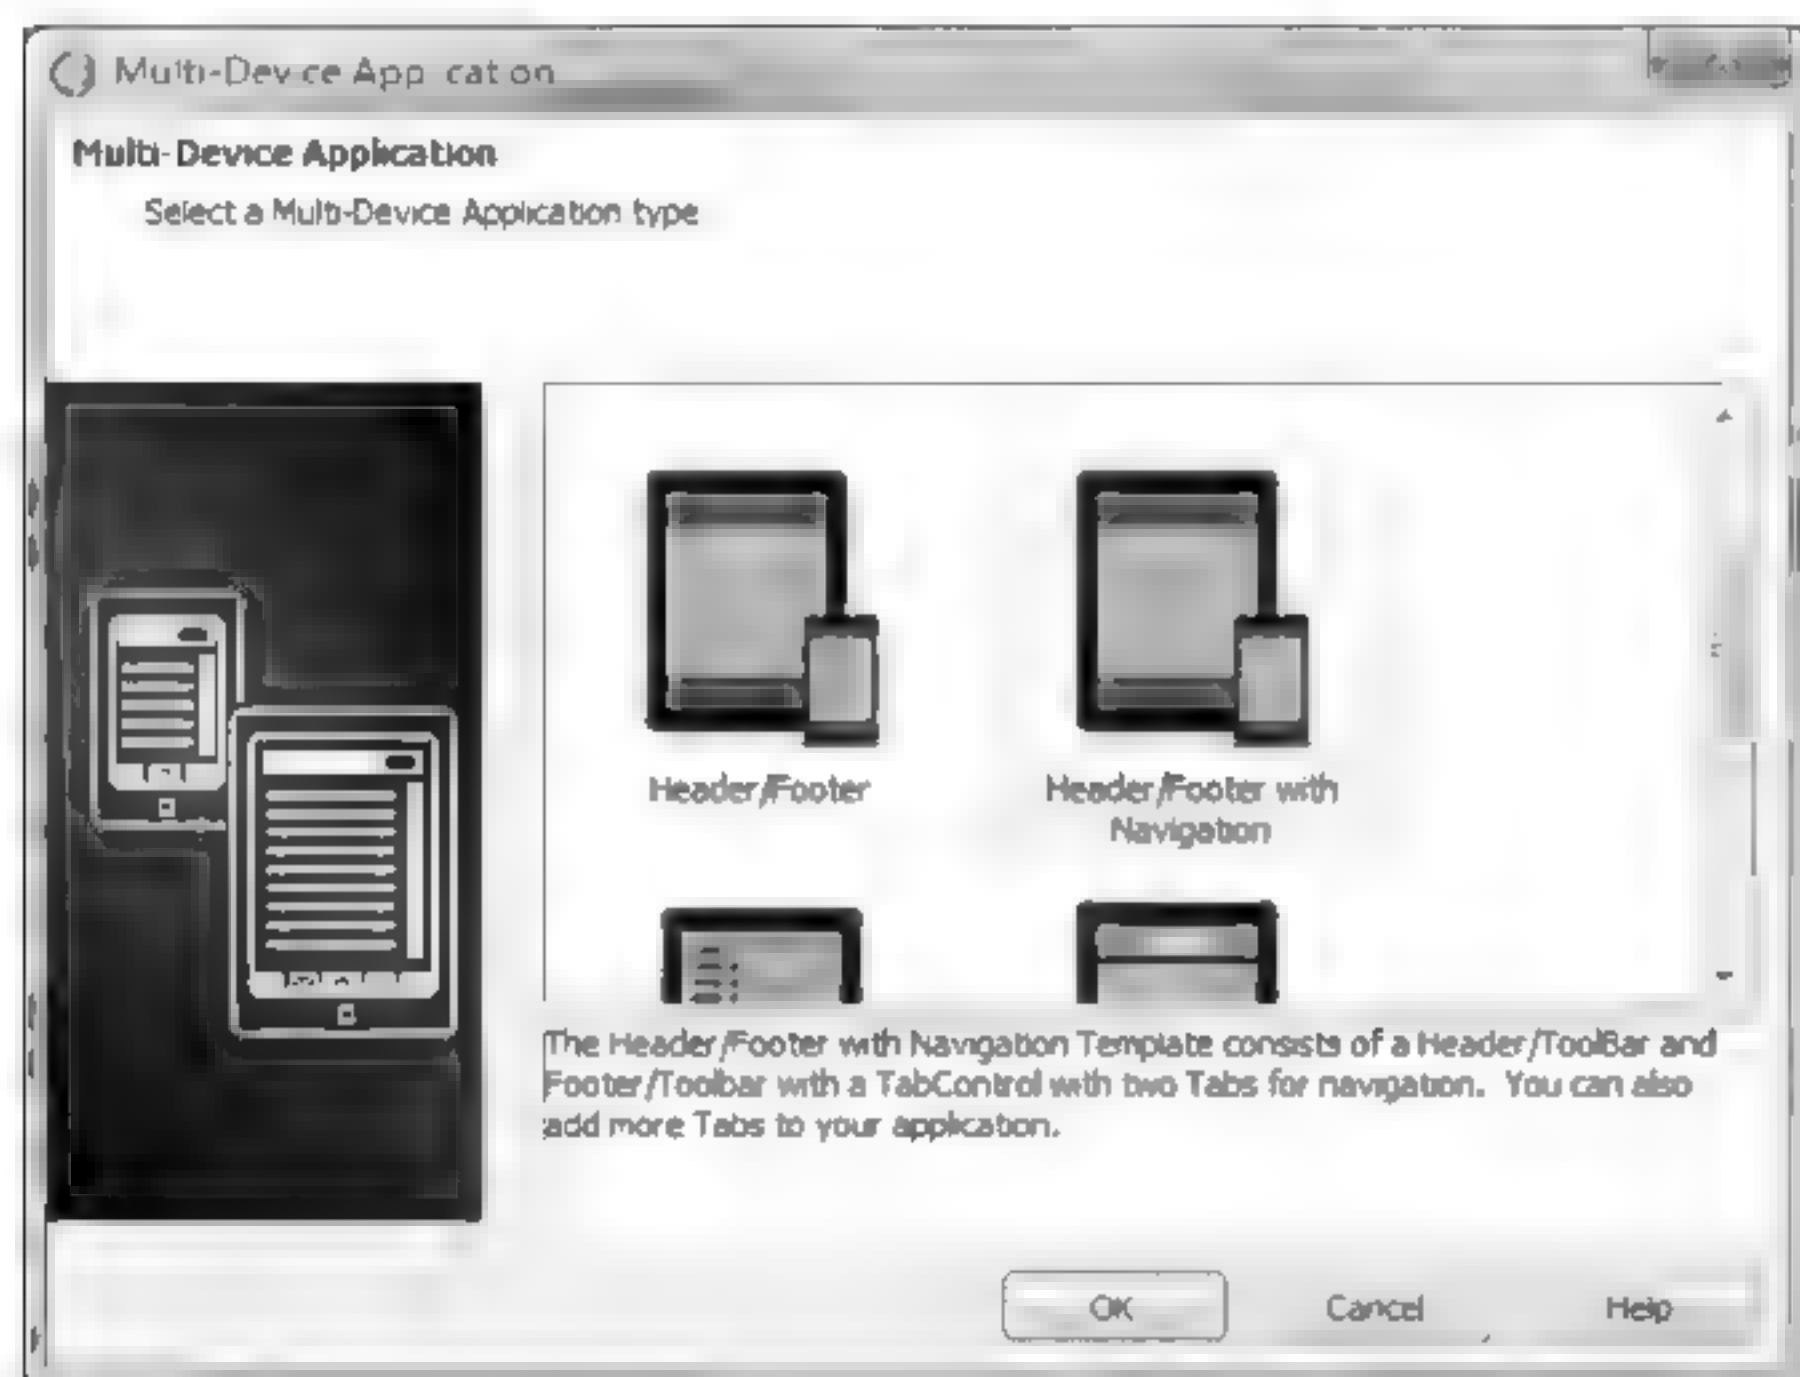 Multi-Device Application
Multi-Device Application
Select a Multi-Device Application type
Header/Footer
Header/Footer with
Navigation
The Header/Footer with Navigation Template consists of a Header/ToolBar and
Footer/Toolbar with a TabControl with two Tabs for navigation. You can also
add more Tabs to your application.
OK
Cancel
Help